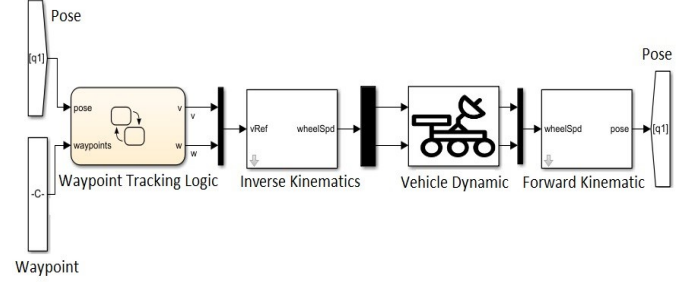 Pose
[q1]
pose
waypoints
v
v
w
w
-C-
Waypoint
Waypoint Tracking Logic
vRef
wheelSpd
Inverse Kinematics
Vehicle Dynamic
wheelSpd
pose
Forward Kinematic
Pose
[q1]